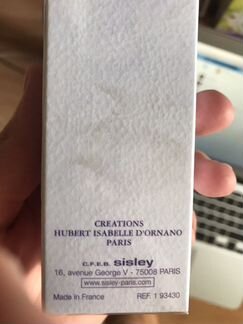 CREATIONS
HUBERT ISABELLE D'ORNANO
PARIS
C.F.E.B. sisley
16, avenue George V - 75008 PARIS
www.sisley-paris.com
Made in France REF. 1 93430